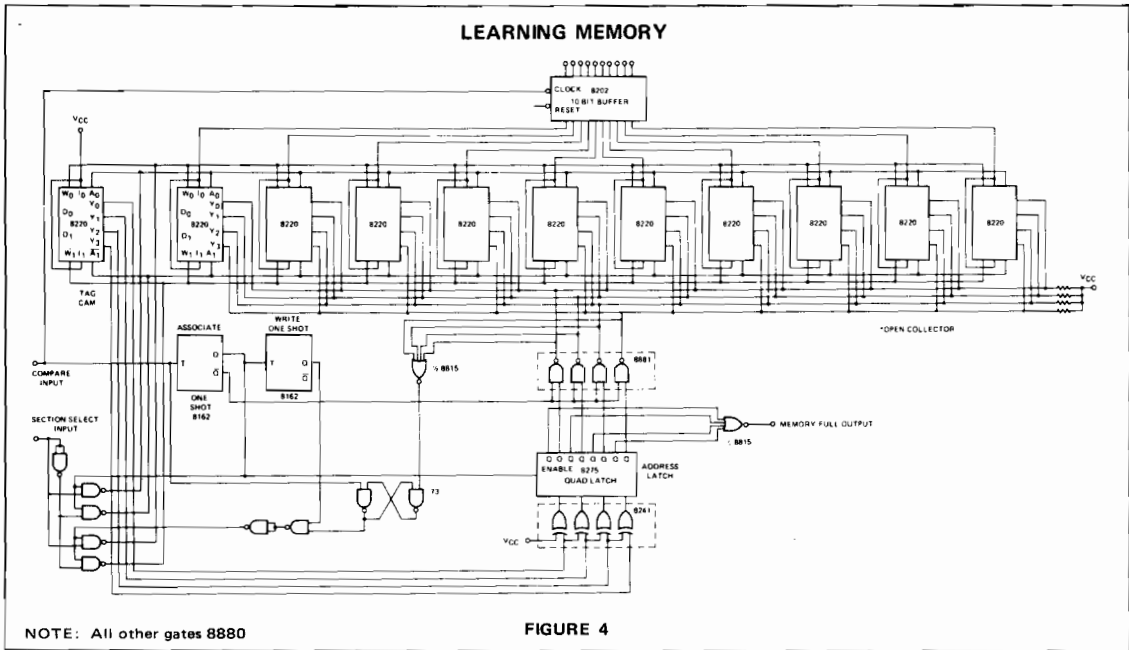 LEARNING MEMORY
CLOCK 8202
10 BIT BUFFER
RESET
VCC
W0 I0 A0
Y0
D0
Y1
8220
D1
Y2
Y3
W1 I1 A1
TAG
CAM
W0 I0 A0
Y0
D0
Y1
8220
Y2
D1
Y3
W1 I1 A1
8220
8220
8220
8220
8220
8220
8220
8220
8220
VCC
*OPEN COLLECTOR
ASSOCIATE
T Q
Q
ONE
SHOT
8162
WRITE
ONE SHOT
T Q
Q
8162
½ 8815
8881
COMPARE
INPUT
SECTION SELECT
INPUT
MEMORY FULL OUTPUT
8815
Q Q Q Q Q Q Q Q
ENABLE 8275
QUAD LATCH
ADDRESS
LATCH
73
8241
VCC
NOTE: All other gates 8880
FIGURE 4